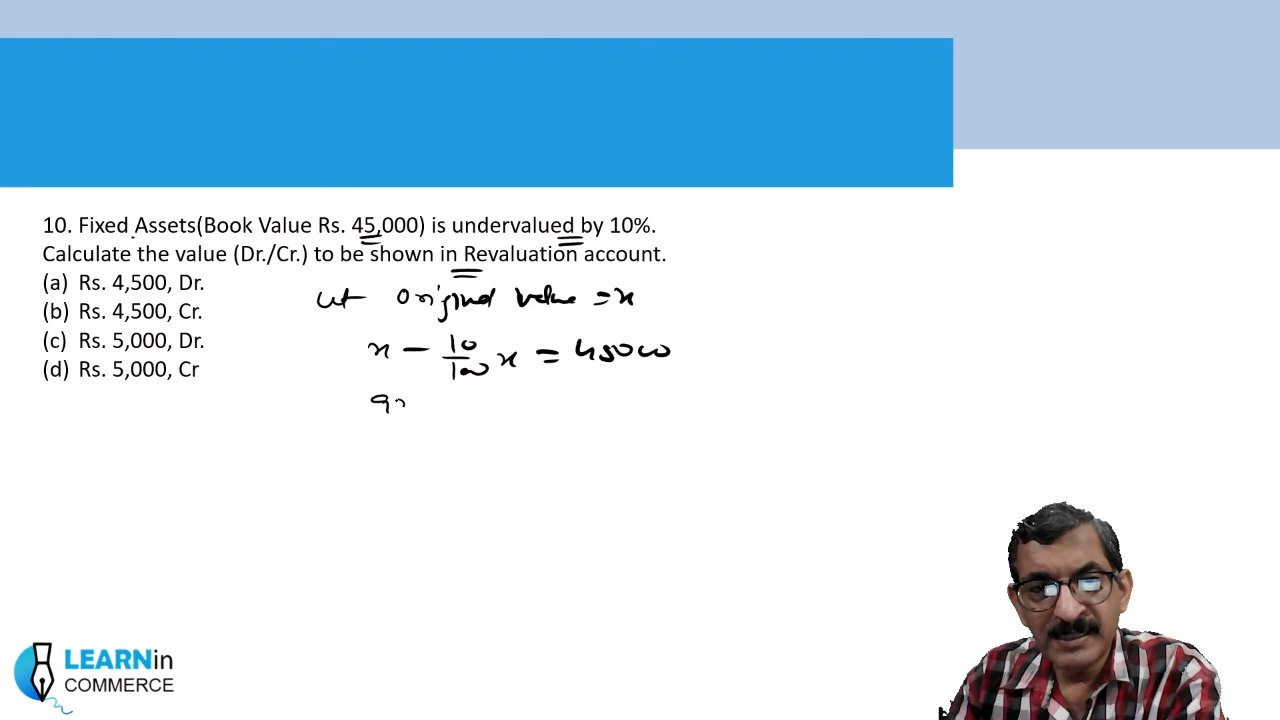 10. Fixed Assets(Book Value Rs. 45,000) is undervalued by 10%.
Calculate the value (Dr./Cr.) to be shown in Revaluation account.
(a) Rs. 4,500, Dr.
(b) Rs. 4,500, Cr.
(c) Rs. 5,000, Dr.
(d) Rs. 5,000, Cr
Let Original value = x
x - 10/100 x = 45000
9
LEARNin
COMMERCE